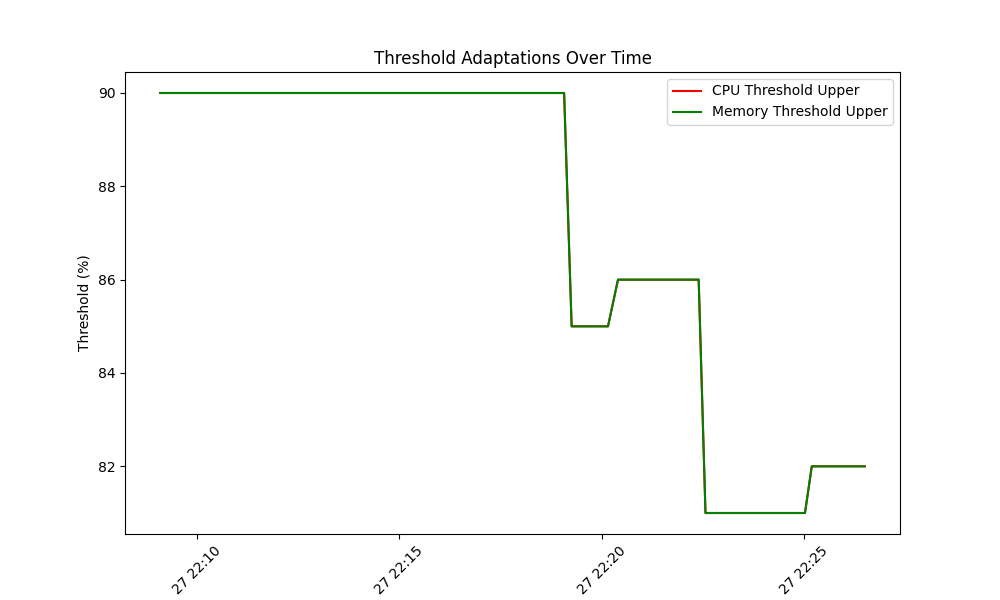 Threshold Adaptations Over Time
CPU Threshold Upper
Memory Threshold Upper
Threshold (%)
90
88
86
84
82
27 22:10
27 22:15
27 22:20
27 22:25